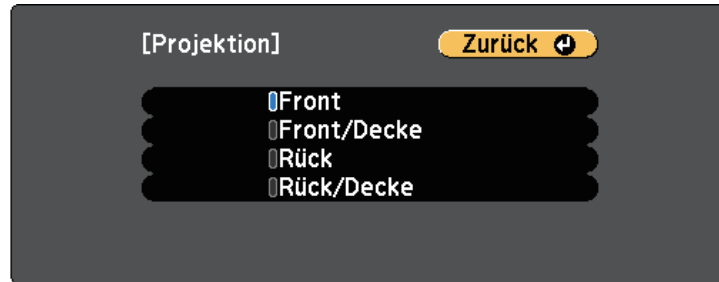 [Projektion] Zurück
Front
Front/Decke
Rück
Rück/Decke